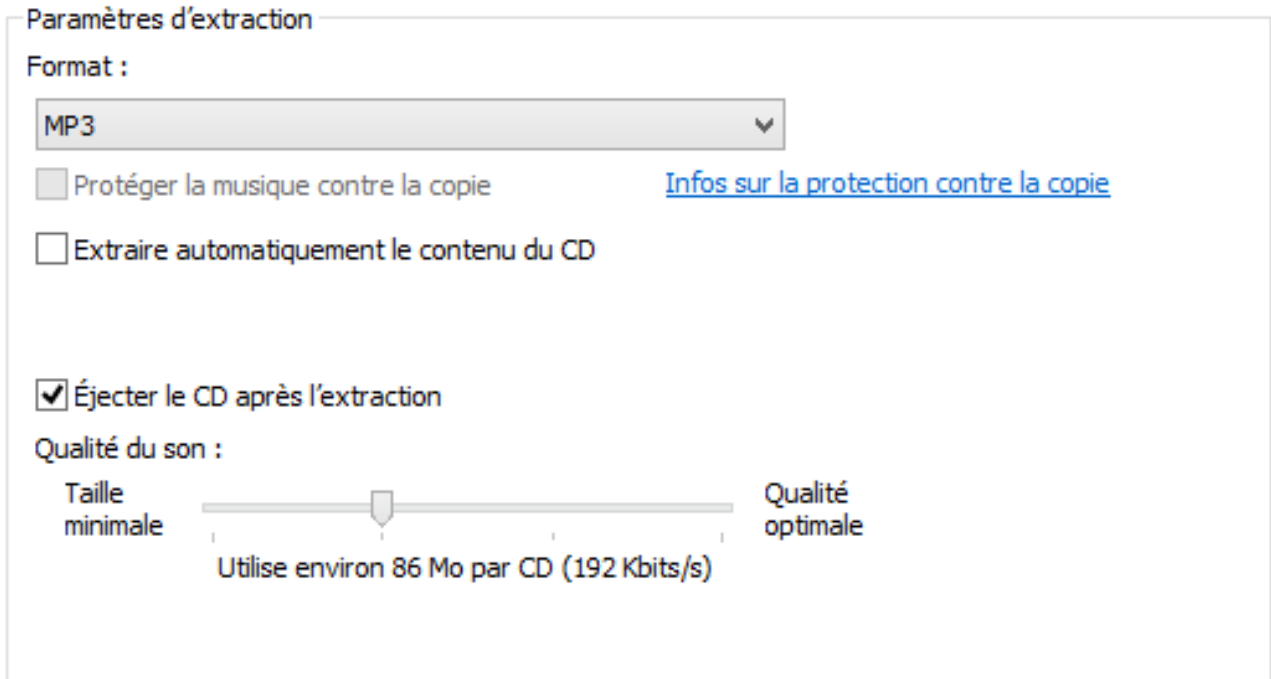 Paramètres d’extraction
Format :
MP3
Protéger la musique contre la copie
Infos sur la protection contre la copie
Extraire automatiquement le contenu du CD
Éjecter le CD après l’extraction
Qualité du son :
Taille
minimale
Qualité
optimale
Utilise environ 86 Mo par CD (192 Kbits/s)